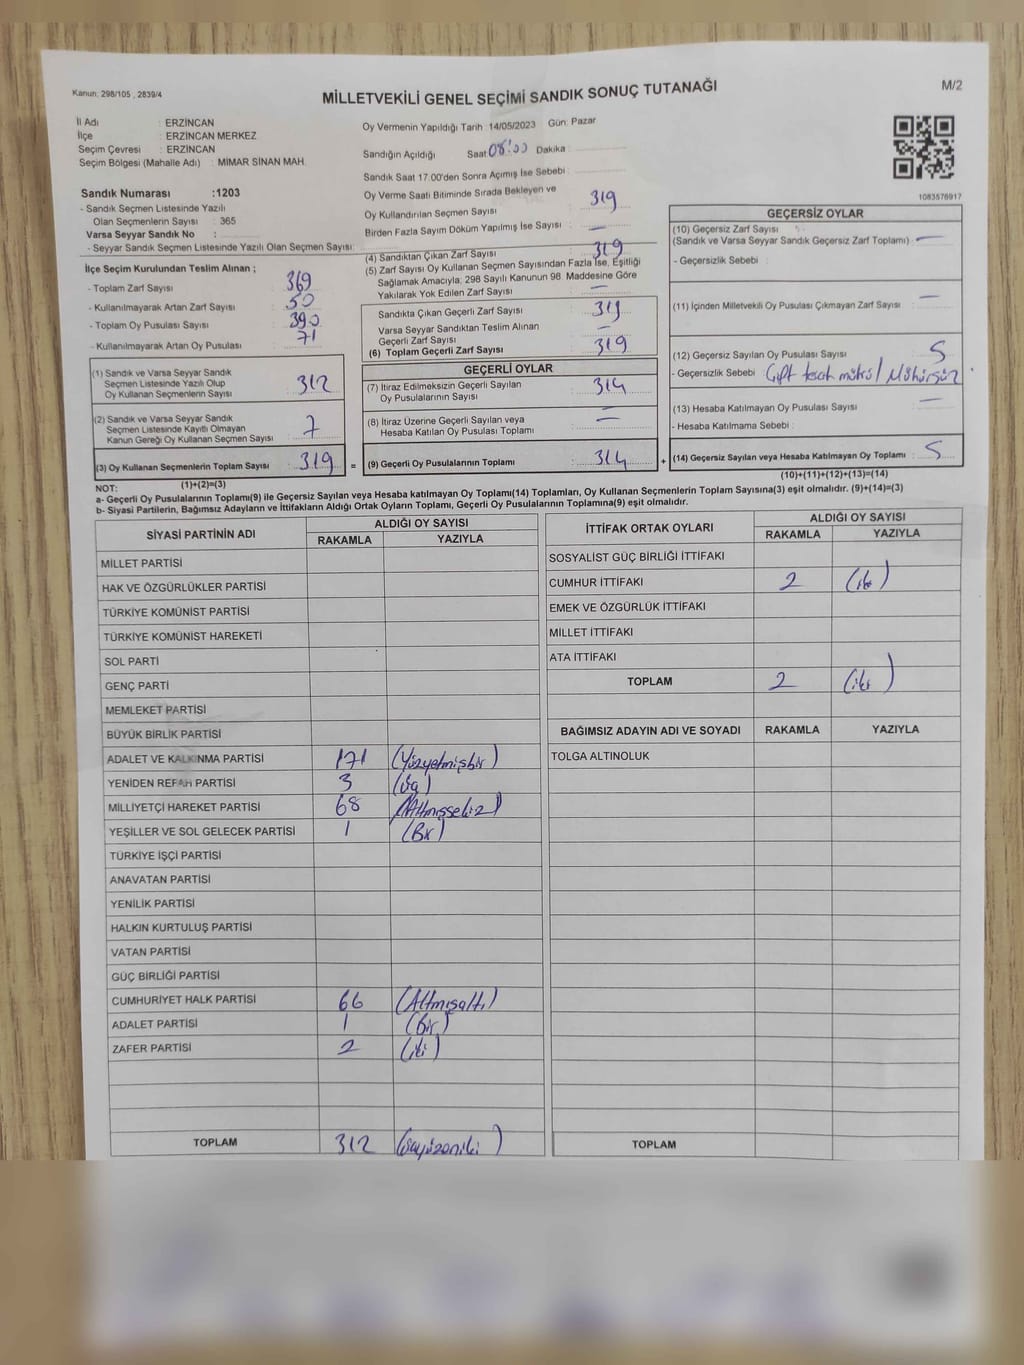 Kanun: 298/105 , 2839/4
MİLLETVEKİLİ GENEL SEÇİMİ SANDIK SONUÇ TUTANAĞI
M/2
İl Adı : ERZİNCAN
İlçe : ERZİNCAN MERKEZ
Seçim Çevresi : ERZİNCAN
Seçim Bölgesi (Mahalle Adı) : MİMAR SİNAN MAH.
Sandık Numarası :1203
- Sandık Seçmen Listesinde Yazılı
Olan Seçmenlerin Sayısı : 365
Varsa Seyyar Sandık No :
- Seyyar Sandık Seçmen Listesinde Yazılı Olan Seçmen Sayısı:
Oy Vermenin Yapıldığı Tarih :14/05/2023 Gün: Pazar
Sandığın Açıldığı Saat 08:00 Dakika :
Sandık Saat 17.00'den Sonra Açımış İse Sebebi :
Oy Verme Saati Bitiminde Sırada Bekleyen ve
Oy Kullandırılan Seçmen Sayısı : 319
Birden Fazla Sayım Döküm Yapılmış İse Sayısı : —
1083576917
İlçe Seçim Kurulundan Teslim Alınan ;
- Toplam Zarf Sayısı : 369
- Kullanılmayarak Artan Zarf Sayısı : 50
- Toplam Oy Pusulası Sayısı : 390
- Kullanılmayarak Artan Oy Pusulası : 71
(4) Sandıktan Çıkan Zarf Sayısı : 319
(5) Zarf Sayısı Oy Kullanan Seçmen Sayısından Fazla İse, Eşitliği
Sağlamak Amacıyla; 298 Sayılı Kanunun 98. Maddesine Göre
Yakılarak Yok Edilen Zarf Sayısı : —
Sandıkta Çıkan Geçerli Zarf Sayısı : 319
Varsa Seyyar Sandıktan Teslim Alınan
Geçerli Zarf Sayısı : —
(6) Toplam Geçerli Zarf Sayısı : 319
(1) Sandık ve Varsa Seyyar Sandık
Seçmen Listesinde Yazılı Olup
Oy Kullanan Seçmenlerin Sayısı : 312
(2) Sandık ve Varsa Seyyar Sandık
Seçmen Listesinde Kayıtlı Olmayan
Kanun Gereği Oy Kullanan Seçmen Sayısı : 7
(3) Oy Kullanan Seçmenlerin Toplam Sayısı : 319 =
(1)+(2)=(3)
GEÇERLİ OYLAR
(7) İtiraz Edilmeksizin Geçerli Sayılan
Oy Pusulalarının Sayısı : 314
(8) İtiraz Üzerine Geçerli Sayılan veya
Hesaba Katılan Oy Pusulası Toplamı : —
(9) Geçerli Oy Pusulalarının Toplamı : 314 +
GEÇERSİZ OYLAR
(10) Geçersiz Zarf Sayısı :
(Sandık ve Varsa Seyyar Sandık Geçersiz Zarf Toplamı) —
- Geçersizlik Sebebi :
(11) İçinden Milletvekili Oy Pusulası Çıkmayan Zarf Sayısı : —
(12) Geçersiz Sayılan Oy Pusulası Sayısı : 5
- Geçersizlik Sebebi : Çift tercih mührü / Mühürsüz
(13) Hesaba Katılmayan Oy Pusulası Sayısı : —
- Hesaba Katılmama Sebebi :
(14) Geçersiz Sayılan veya Hesaba Katılmayan Oy Toplamı : 5
(10)+(11)+(12)+(13)=(14)
NOT:
a- Geçerli Oy Pusulalarının Toplamı(9) ile Geçersiz Sayılan veya Hesaba katılmayan Oy Toplamı(14) Toplamları, Oy Kullanan Seçmenlerin Toplam Sayısına(3) eşit olmalıdır. (9)+(14)=(3)
b- Siyasi Partilerin, Bağımsız Adayların ve İttifakların Aldığı Ortak Oyların Toplamı, Geçerli Oy Pusulalarının Toplamına(9) eşit olmalıdır.
SİYASİ PARTİNİN ADI
ALDIĞI OY SAYISI
RAKAMLA YAZIYLA
MİLLET PARTİSİ
HAK VE ÖZGÜRLÜKLER PARTİSİ
TÜRKİYE KOMÜNİST PARTİSİ
TÜRKİYE KOMÜNİST HAREKETİ
SOL PARTİ
GENÇ PARTİ
MEMLEKET PARTİSİ
BÜYÜK BİRLİK PARTİSİ
ADALET VE KALKINMA PARTİSİ 171 (Yüzyetmişbir)
YENİDEN REFAH PARTİSİ 3 (Üç)
MİLLİYETÇİ HAREKET PARTİSİ 68 (Altmışsekiz)
YEŞİLLER VE SOL GELECEK PARTİSİ 1 (Bir)
TÜRKİYE İŞÇİ PARTİSİ
ANAVATAN PARTİSİ
YENİLİK PARTİSİ
HALKIN KURTULUŞ PARTİSİ
VATAN PARTİSİ
GÜÇ BİRLİĞİ PARTİSİ
CUMHURİYET HALK PARTİSİ 66 (Altmışaltı)
ADALET PARTİSİ 1 (Bir)
ZAFER PARTİSİ 2 (iki)
TOPLAM 312 (üçyüzoniki)
İTTİFAK ORTAK OYLARI
ALDIĞI OY SAYISI
RAKAMLA YAZIYLA
SOSYALİST GÜÇ BİRLİĞİ İTTİFAKI
CUMHUR İTTİFAKI 2 (iki)
EMEK VE ÖZGÜRLÜK İTTİFAKI
MİLLET İTTİFAKI
ATA İTTİFAKI
TOPLAM 2 (iki)
BAĞIMSIZ ADAYIN ADI VE SOYADI RAKAMLA YAZIYLA
TOLGA ALTINOLUK
TOPLAM